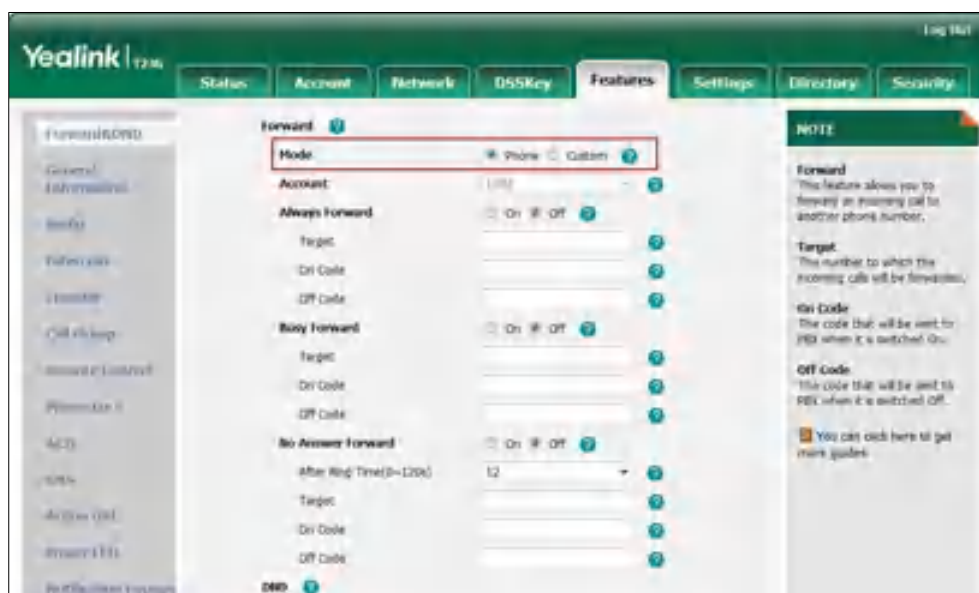 Log Out
Yealink
Status Account Network DSSKey Features Settings Directory Security
Forward&DND
General Information
Audio
Intercom
Transfer
Call Pickup
Remote Control
Phone Lock
ACD
SMS
Action URL
Power LED
Forward
Mode Phone Custom
Account
Always Forward On Off
Target
On Code
Off Code
Busy Forward On Off
Target
On Code
Off Code
No Answer Forward On Off
After Ring Time(0~120s) 12
Target
On Code
Off Code
DND
NOTE
Forward
This feature allows you to
forward an incoming call to
another phone number.
Target
The number to which the
incoming calls will be forwarded.
On Code
The code that will be sent to
PBX when it is switched On.
Off Code
The code that will be sent to
PBX when it is switched Off.
You can click here to get
more guides